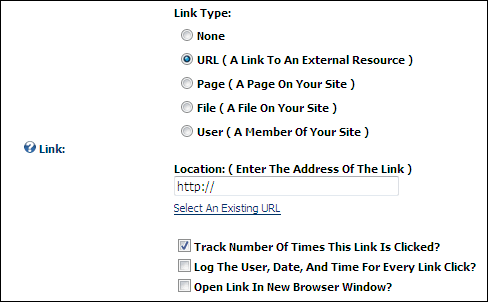 Link Type:
None
URL ( A Link To An External Resource )
Page ( A Page On Your Site )
File ( A File On Your Site )
User ( A Member Of Your Site )
Link:
Location: ( Enter The Address Of The Link )
http://
Select An Existing URL
Track Number Of Times This Link Is Clicked?
Log The User, Date, And Time For Every Link Click?
Open Link In New Browser Window?